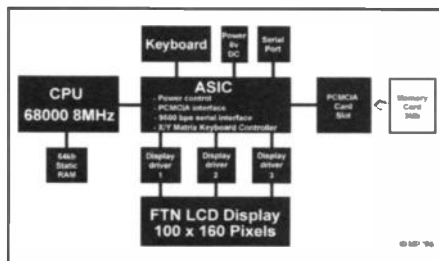 Keyboard
Power
6v
DC
Serial
Port
CPU
68000 8MHz
ASIC
- Power control
- PCMCIA interface
- 9600 bps serial interface
- X/Y Matrix Keyboard Controller
PCMCIA
Card
Slot
Memory
Card
64kb
Static
RAM
Display
driver
1
Display
driver
2
Display
driver
3
FTN LCD Display
100 x 160 Pixels